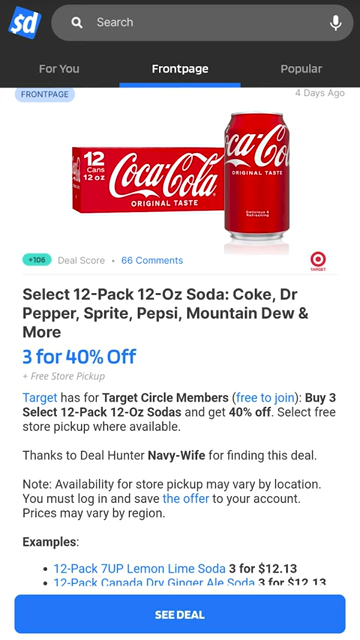 $d Search
For You Frontpage Popular
FRONTPAGE 4 Days Ago
12
Cans
12 oz
Coca-Cola
ORIGINAL TASTE
Coca-Cola
ORIGINAL TASTE
Delicious &
Refreshing
+106 Deal Score • 66 Comments
TARGET
Select 12-Pack 12-Oz Soda: Coke, Dr
Pepper, Sprite, Pepsi, Mountain Dew &
More
3 for 40% Off
+ Free Store Pickup
Target has for Target Circle Members (free to join): Buy 3
Select 12-Pack 12-Oz Sodas and get 40% off. Select free
store pickup where available.
Thanks to Deal Hunter Navy-Wife for finding this deal.
Note: Availability for store pickup may vary by location.
You must log in and save the offer to your account.
Prices may vary by region.
Examples:
• 12-Pack 7UP Lemon Lime Soda 3 for $12.13
• 12-Pack Canada Dry Ginger Ale Soda 3 for $12.13
SEE DEAL